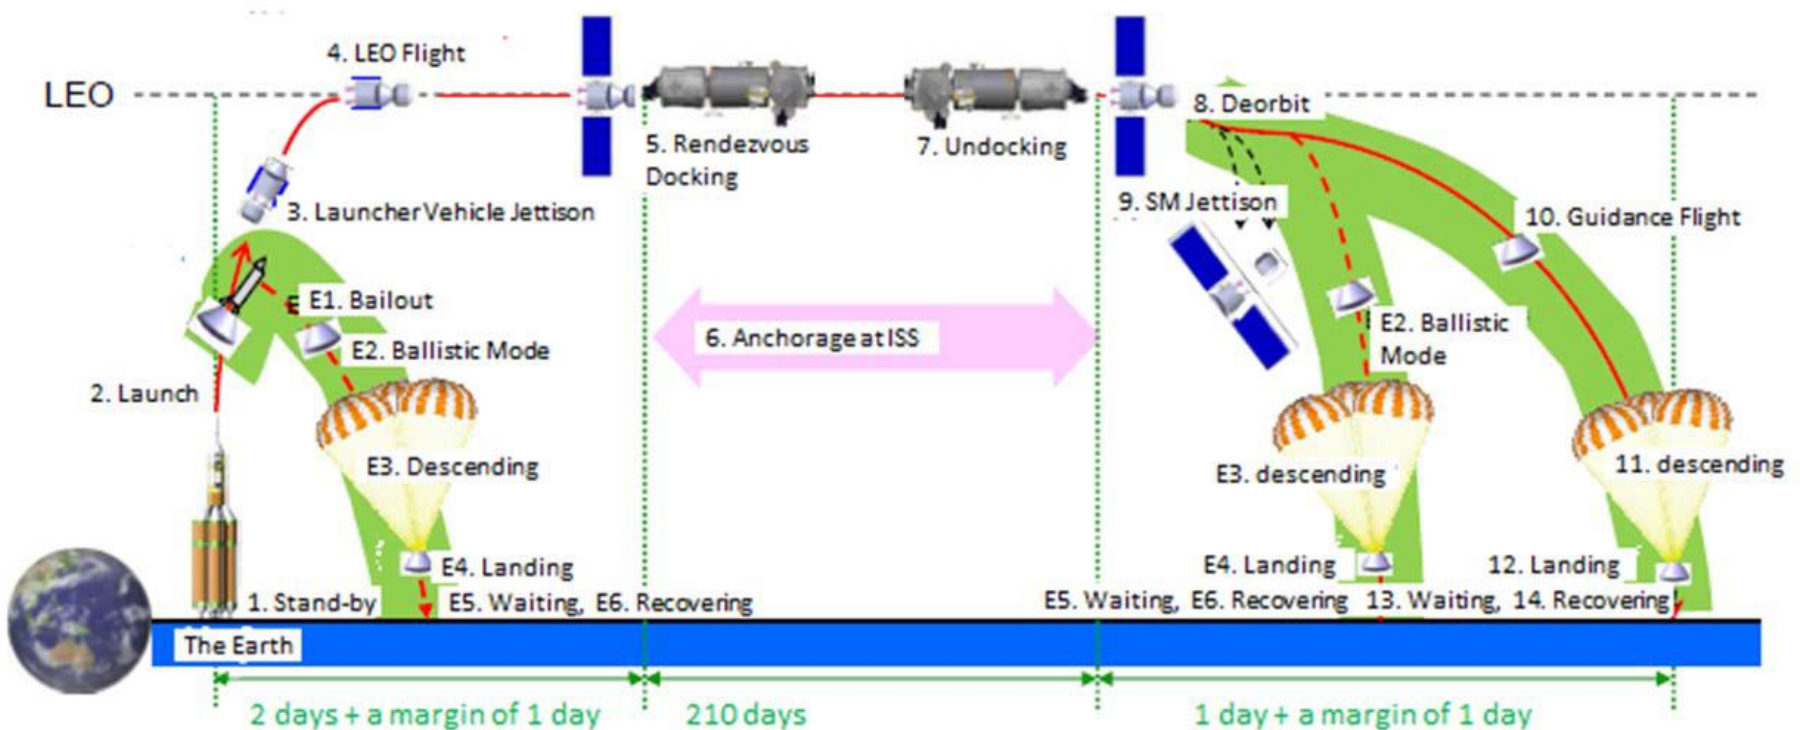 4. LEO Flight
LEO
8. Deorbit
5. Rendezvous
Docking
7. Undocking
9. SM Jettison
3. Launcher Vehicle Jettison
10. Guidance Flight
E1. Bailout
E2. Ballistic Mode
6. Anchorage at ISS
E2. Ballistic
Mode
2. Launch
E3. Descending
E3. descending
11. descending
E4. Landing
E4. Landing
12. Landing
1. Stand-by
E5. Waiting, E6. Recovering
E5. Waiting, E6. Recovering
13. Waiting, 14. Recovering
The Earth
2 days + a margin of 1 day
210 days
1 day + a margin of 1 day